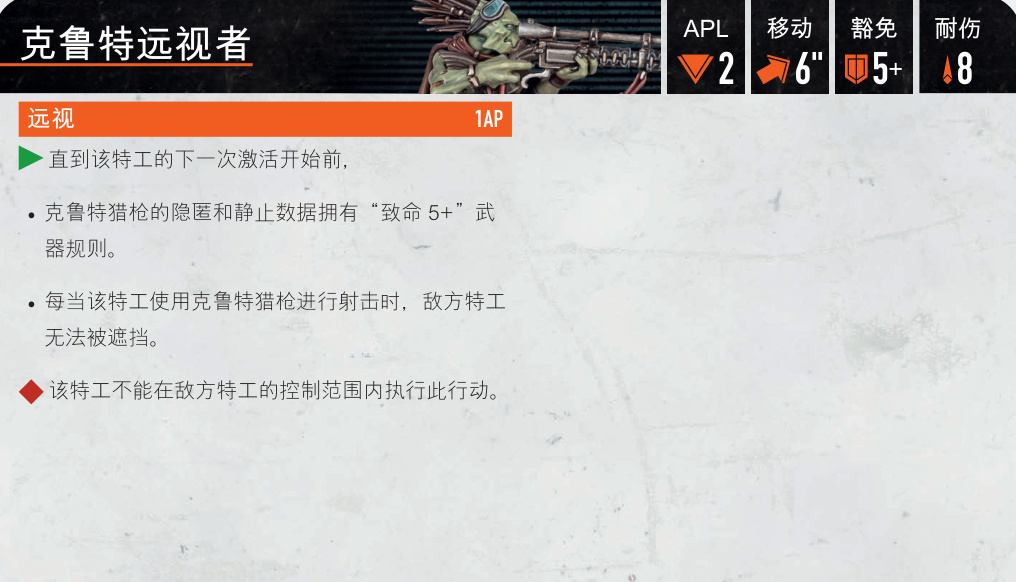 克鲁特远视者
APL 移动 豁免 耐伤
2 6" 5+ 8
远视 1AP
直到该特工的下一次激活开始前，
• 克鲁特猎枪的隐匿和静止数据拥有“致命 5+”武
器规则。
• 每当该特工使用克鲁特猎枪进行射击时，敌方特工
无法被遮挡。
该特工不能在敌方特工的控制范围内执行此行动。